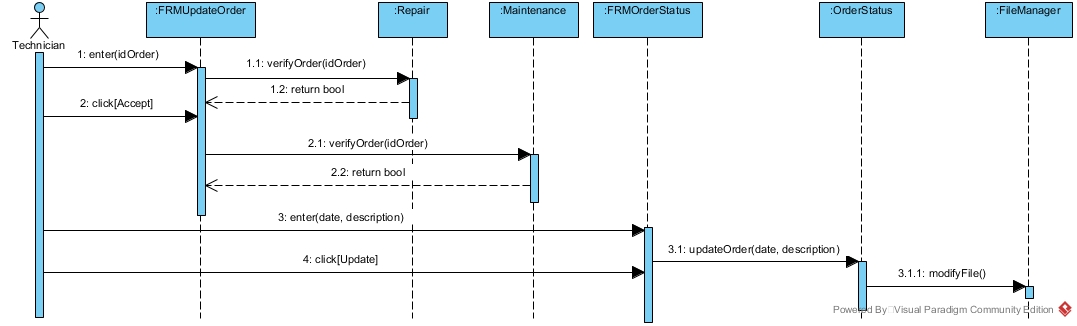 :FRMUpdateOrder
:Repair
:Maintenance
:FRMOrderStatus
:OrderStatus
:FileManager
Technician
1: enter(idOrder)
1.1: verifyOrder(idOrder)
1.2: return bool
2: click[Accept]
2.1: verifyOrder(idOrder)
2.2: return bool
3: enter(date, description)
3.1: updateOrder(date, description)
4: click[Update]
3.1.1: modifyFile()
Powered By Visual Paradigm Community Edition